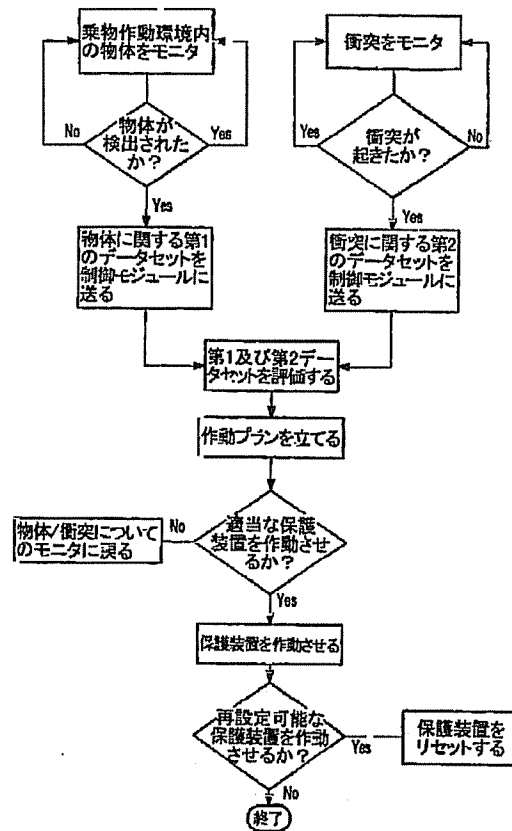 乗物作動環境内
の物体をモニタ
衝突をモニタ
No
物体が
検出された
か？
Yes
Yes
衝突が
起きたか？
No
Yes
Yes
物体に関する第1
のデータセットを
制御モジュールに
送る
衝突に関する第2
のデータセットを
制御モジュールに
送る
第1及び第2デー
タセットを評価する
作動プランを立てる
物体/衝突について
のモニタに戻る
No
適当な保護
装置を作動させ
るか？
Yes
保護装置を作動させる
再設定可能な
保護装置を作動
させるか？
Yes
保護装置を
リセットする
No
終了